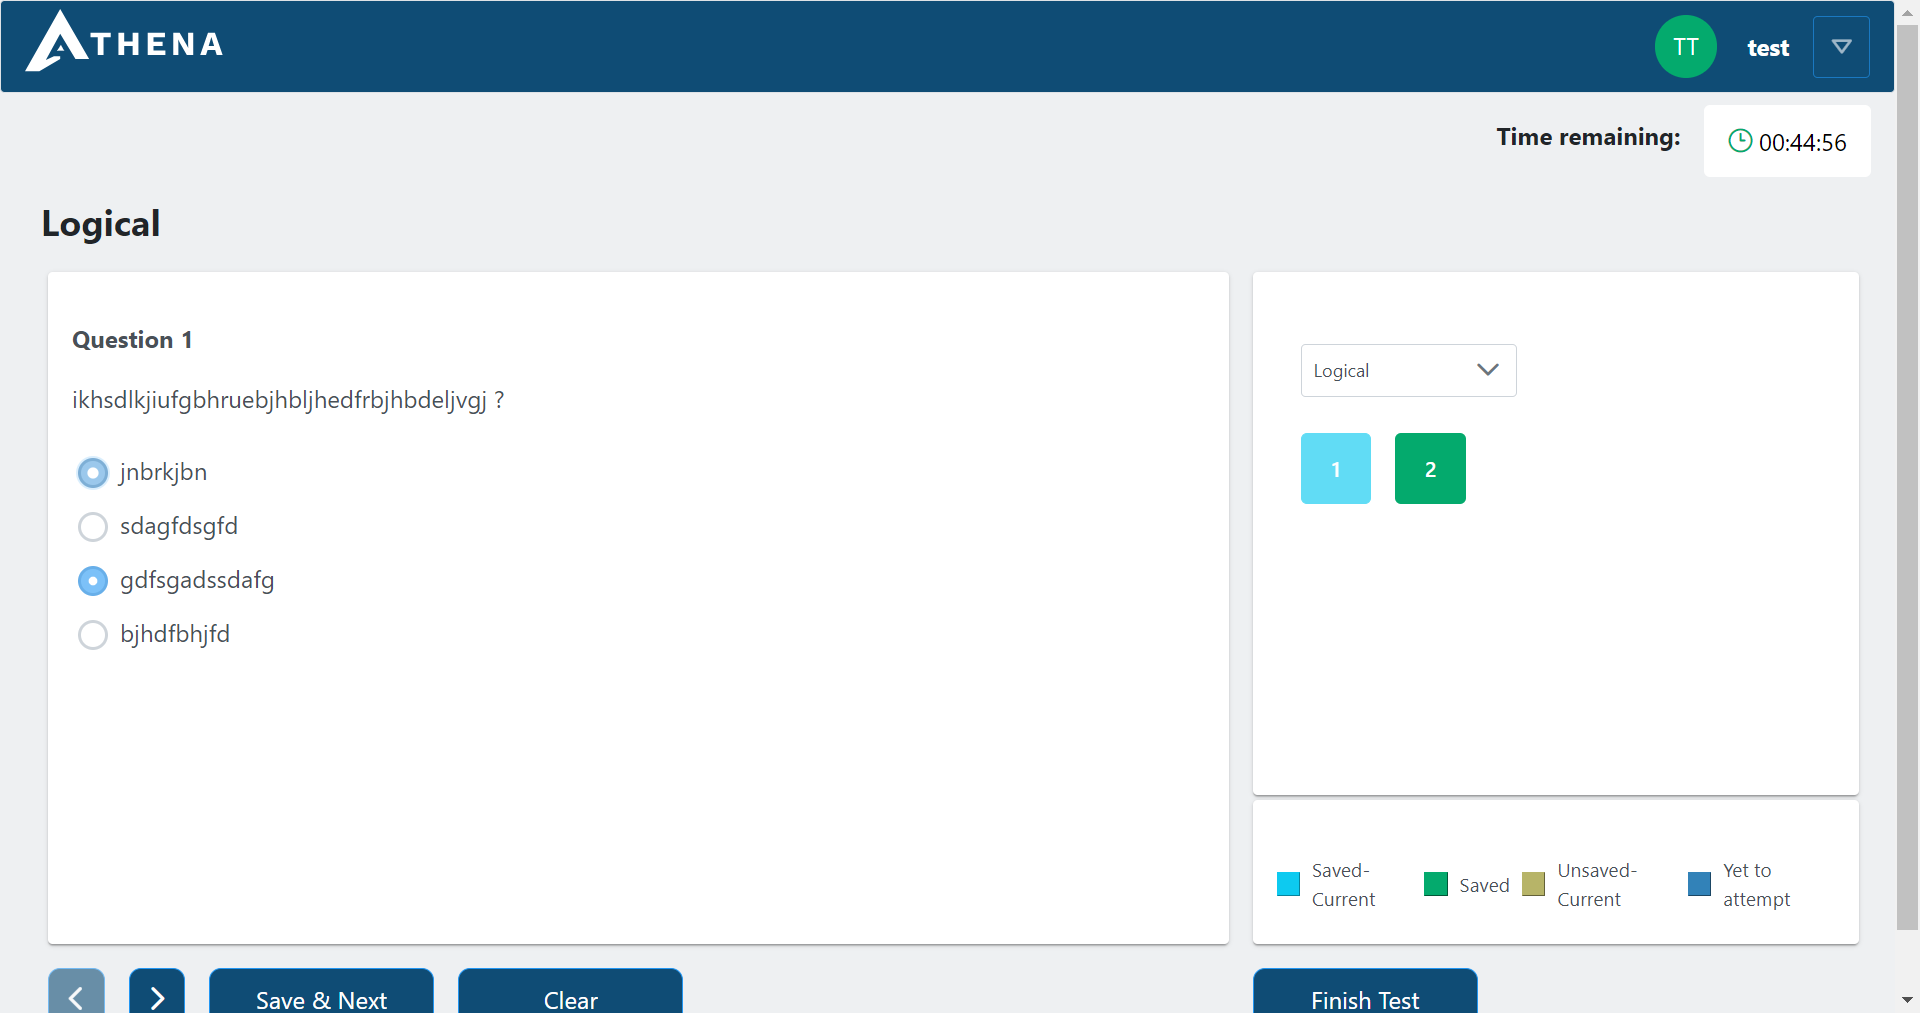 ATHENA
TT test
Time remaining: 00:44:56
Logical
Question 1
ikhsdlkjiufgbhruebjhbljhedfrbjhbdeljvgj ?
jnbrkjbn
sdagfdsgfd
gdfsgadssdafg
bjhdfbhjfd
Logical
1 2
Saved-
Current
Saved
Unsaved-
Current
Yet to
attempt
Save & Next
Clear
Finish Test